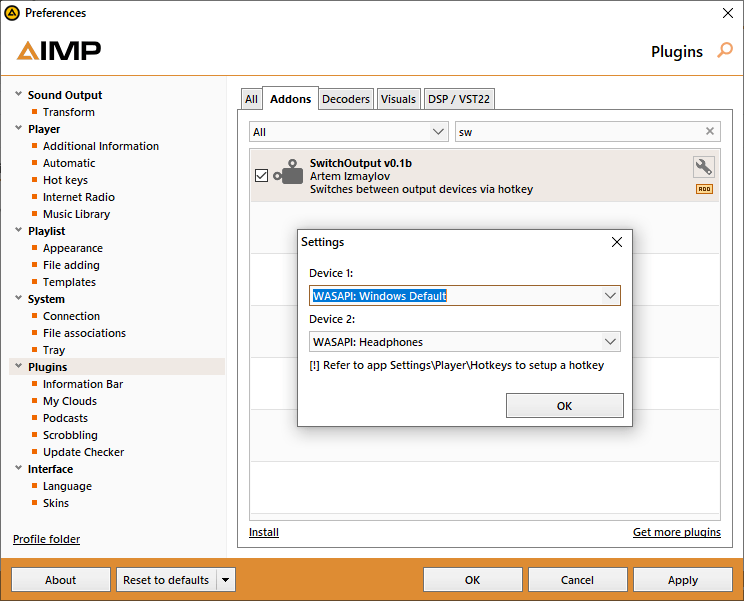 Preferences
AIMP
Plugins
Sound Output
Transform
Player
Additional Information
Automatic
Hot keys
Internet Radio
Music Library
Playlist
Appearance
File adding
Templates
System
Connection
File associations
Tray
Plugins
Information Bar
My Clouds
Podcasts
Scrobbling
Update Checker
Interface
Language
Skins
Profile folder
All Addons Decoders Visuals DSP / VST22
All sw
SwitchOutput v0.1b
Artem Izmaylov
Switches between output devices via hotkey
ADD
Settings
Device 1:
WASAPI: Windows Default
Device 2:
WASAPI: Headphones
[!] Refer to app Settings\Player\Hotkeys to setup a hotkey
OK
Install Get more plugins
About Reset to defaults OK Cancel Apply